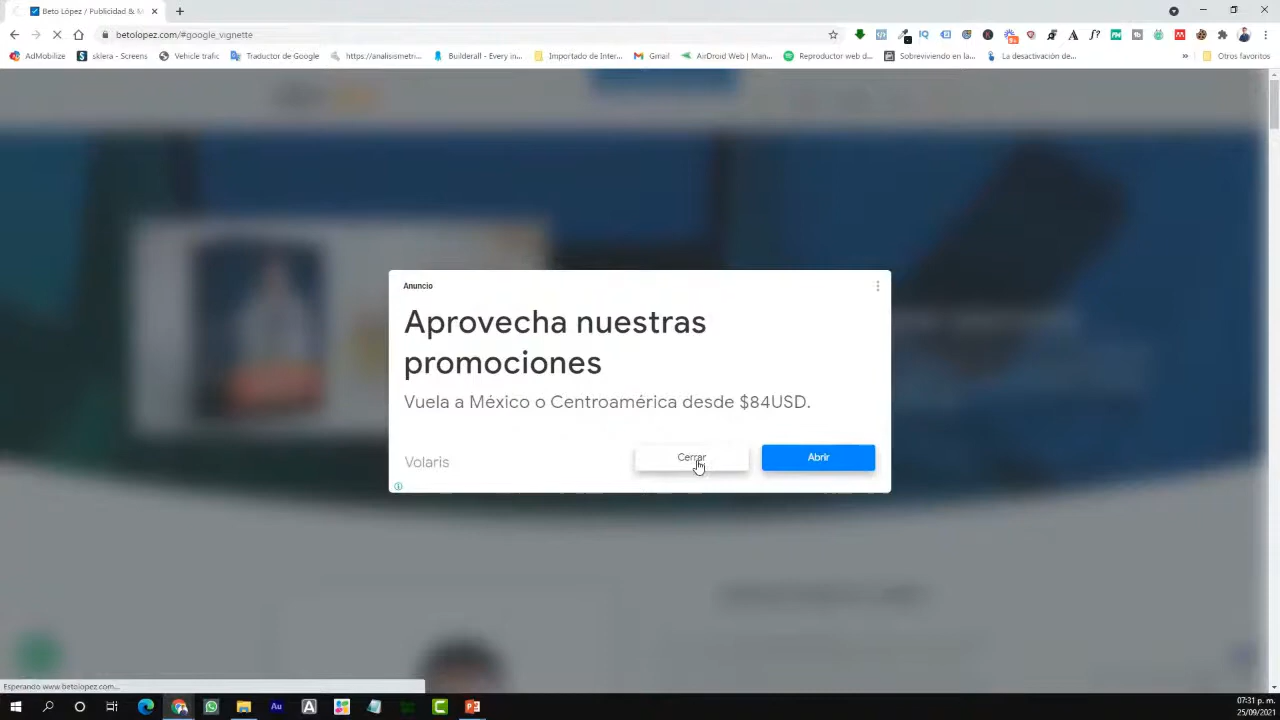 Beto López / Publicidad & M
betolopez.com/#google_vignette
AdMobilize
sklera - Screens
Vehicle trafic
Traductor de Google
https://analisismetri...
Builderall - Every in...
Importado de Inter...
Gmail
AirDroid Web | Man...
Reproductor web d...
Sobreviviendo en la...
La desactivación de...
Otros favoritos
Anuncio
Aprovecha nuestras
promociones
Vuela a México o Centroamérica desde $84USD.
Volaris
Cerrar
Abrir
Esperando www.betolopez.com...
07:31 p. m.
25/09/2021